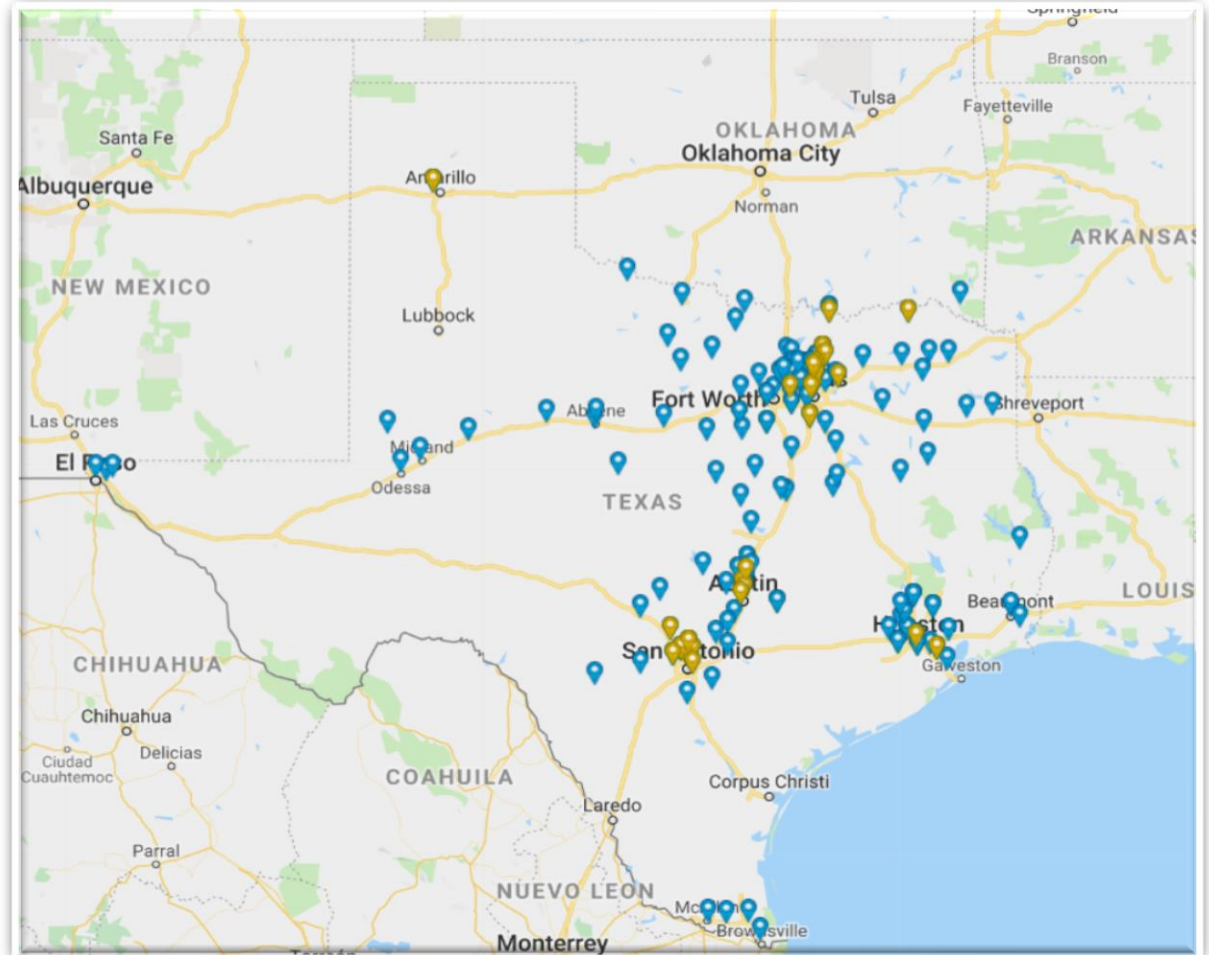 Springfield
Branson
Tulsa
Fayetteville
Santa Fe
OKLAHOMA
Oklahoma City
Albuquerque
Amarillo
Norman
ARKANSAS
NEW MEXICO
Lubbock
Fort Worth
Abilene
Shreveport
Las Cruces
Midland
El Paso
Odessa
TEXAS
Austin
LOUIS
Beaumont
Houston
San Antonio
CHIHUAHUA
Galveston
Chihuahua
Delicias
Ciudad
Cuauhtemoc
COAHUILA
Corpus Christi
Laredo
Parral
NUEVO LEON
Brownsville
Monterrey